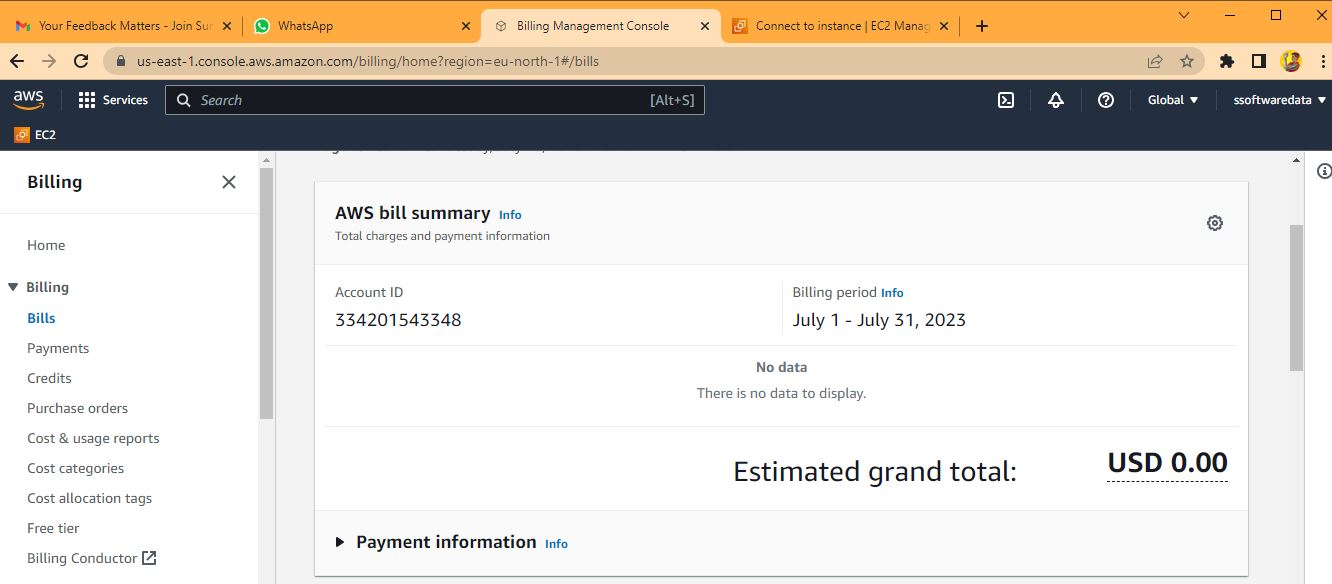 Your Feedback Matters - Join Sur
WhatsApp
Billing Management Console
Connect to instance | EC2 Manag
us-east-1.console.aws.amazon.com/billing/home?region=eu-north-1#/bills
aws
Services
Search
[Alt+S]
Global
ssoftwaredata
EC2
Billing
Home
Billing
Bills
Payments
Credits
Purchase orders
Cost & usage reports
Cost categories
Cost allocation tags
Free tier
Billing Conductor
AWS bill summary Info
Total charges and payment information
Account ID
334201543348
Billing period Info
July 1 - July 31, 2023
No data
There is no data to display.
Estimated grand total:
USD 0.00
Payment information Info